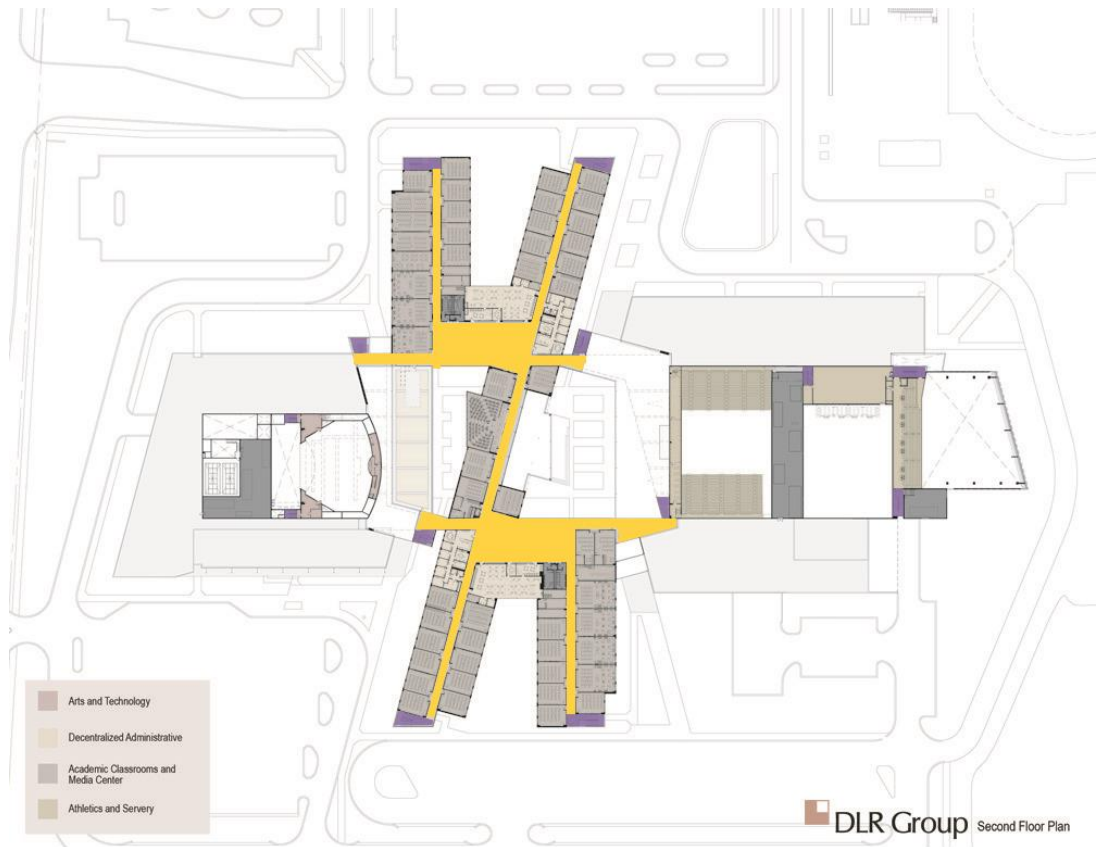 Arts and Technology
Decentralized Administrative
Academic Classrooms and
Media Center
Athletics and Servery
DLR Group Second Floor Plan